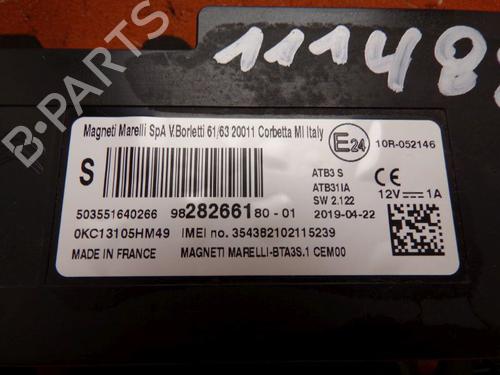 11148
Magneti Marelli SpA V.Borletti 61/63 20011 Corbetta MI Italy
E24
10R-052146
S
ATB3 S
ATB31IA
SW 2.122
CE
12V⎓1A
503551640266
9828266180-01
2019-04-22
0KC13105HM49
IMEI no. 354382102115239
MADE IN FRANCE
MAGNETI MARELLI-BTA3S.1 CEM00
B-PARTS